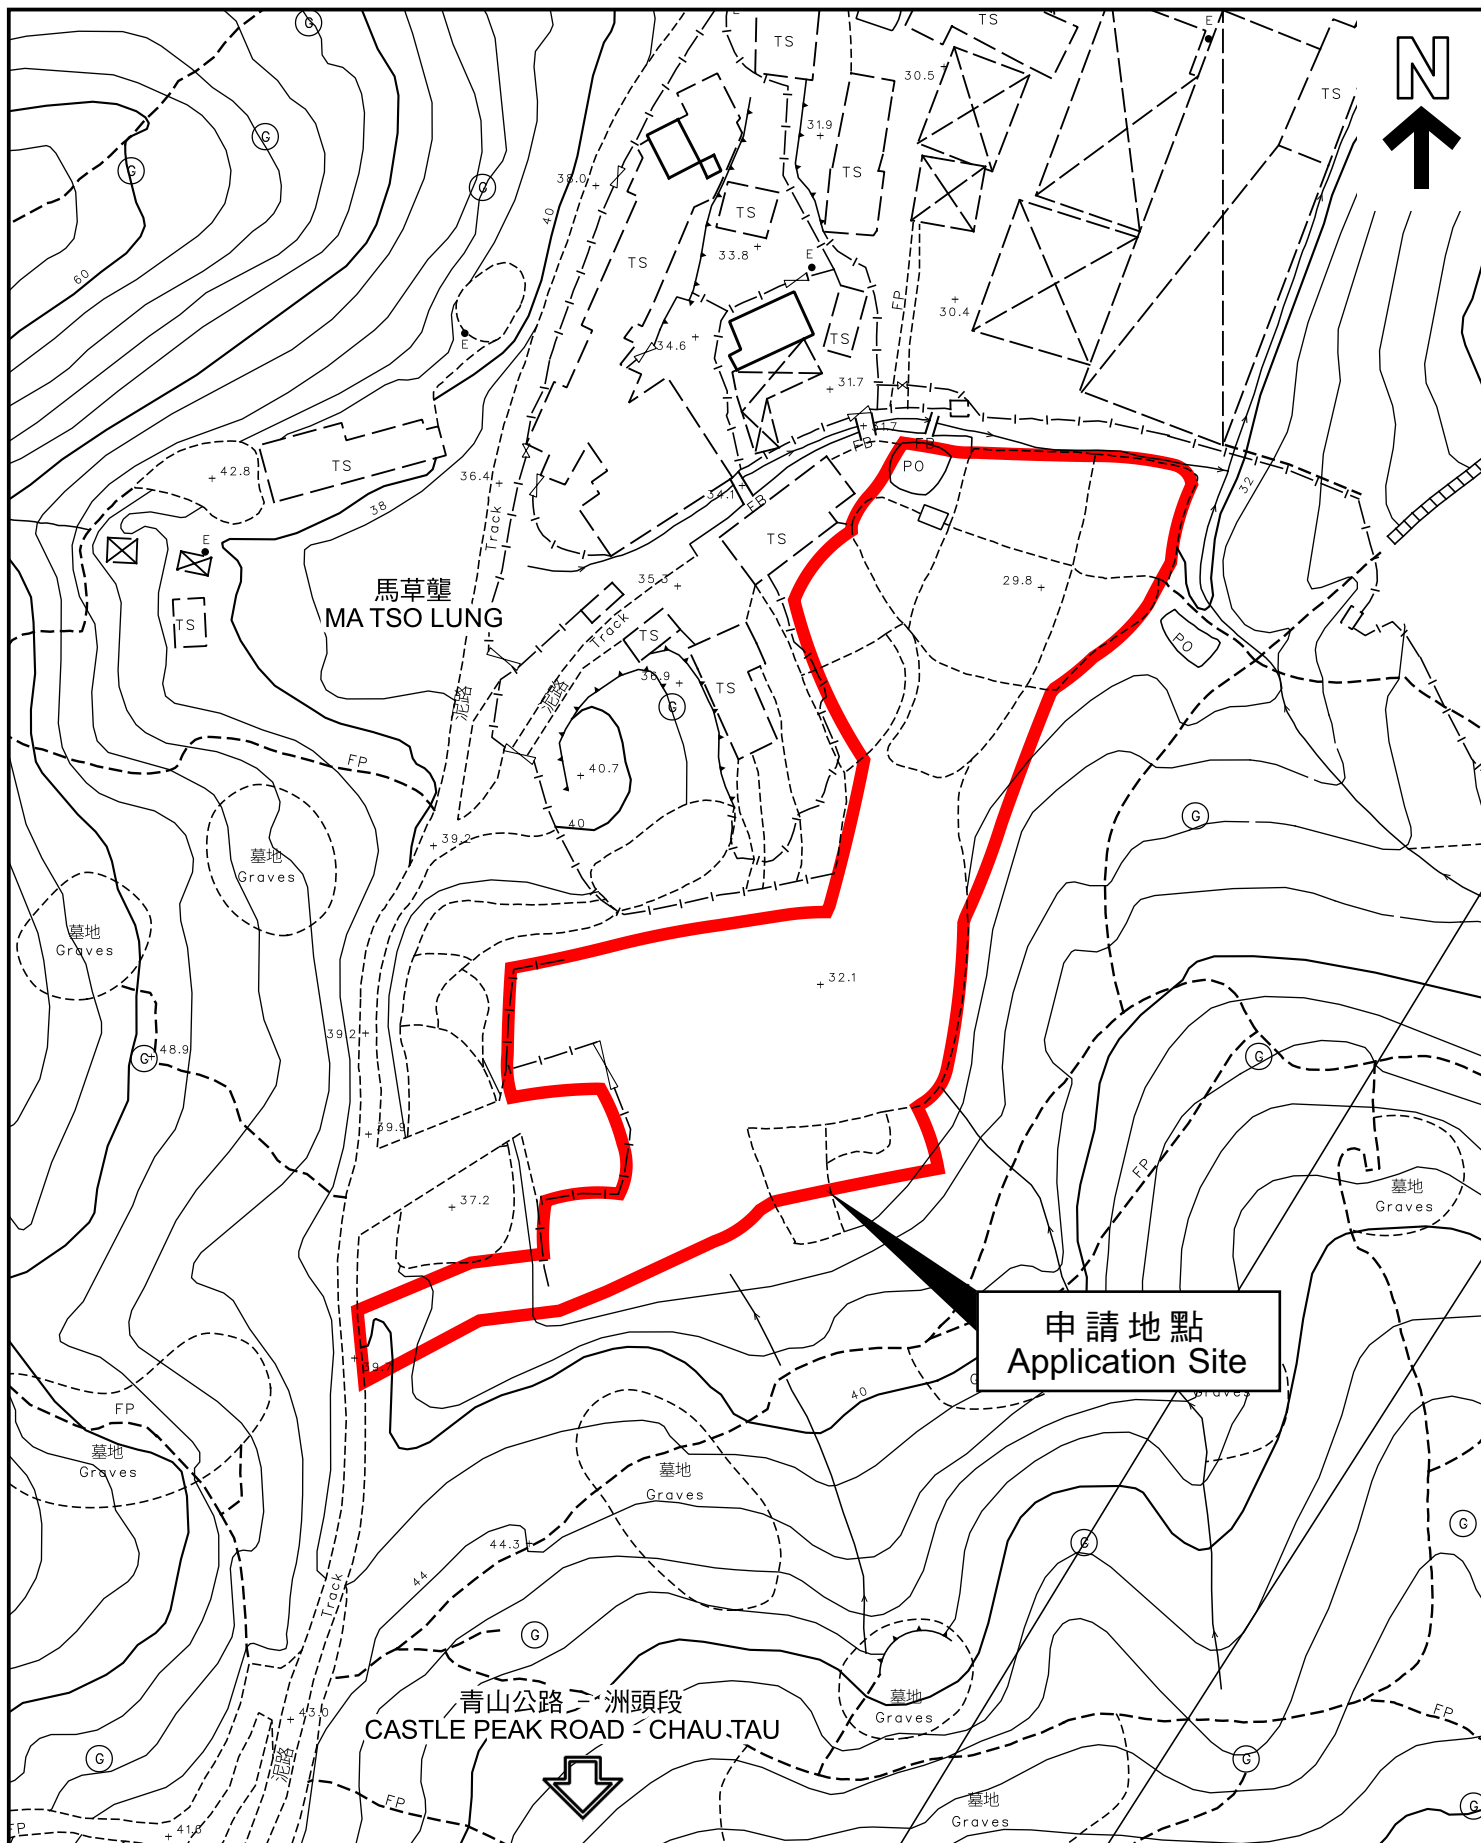 E
G
TS
TS
E
N
30.5
TS
31.9
G
G
TS
38.0
G
40
TS
33.8
TS
E
60
FP
30.4
E
34.6
TS
31.7
31.7
FB
FB
PO
42.8
TS
36.4
34.1
FB
32
38
Track
TS
E
馬草壟
MA TSO LUNG
35.3
29.8
TS
Track
TS
PO
36.9
TS
泥路
泥路
G
FP
40.7
G
40
39.2
墓地
Graves
墓地
Graves
32.1
39.2
G
48.9
G
39.9
FP
37.2
墓地
Graves
申請地點
Application Site
39.7
G
Graves
40
FP
墓地
Graves
墓地
Graves
G
44.3
G
44
Track
G
青山公路 - 洲頭段
CASTLE PEAK ROAD - CHAU TAU
墓地
Graves
FP
43.0
泥路
G
G
FP
墓地
Graves
G
FP
41.6